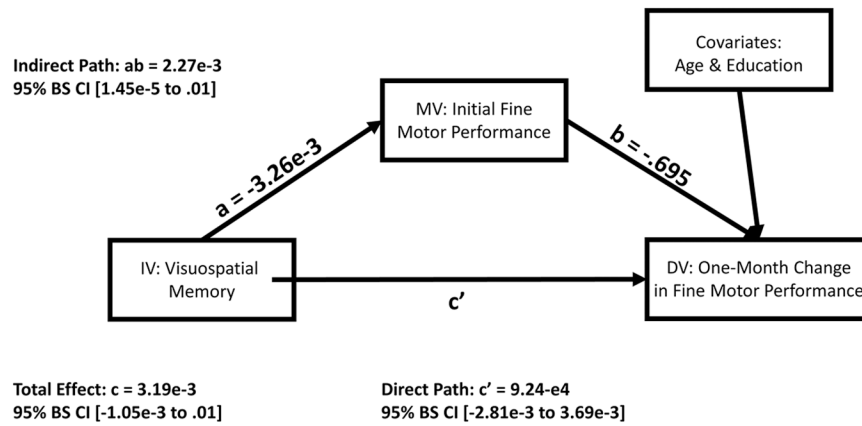 Indirect Path: ab = 2.27e-3
95% BS CI [1.45e-5 to .01]
Covariates:
Age & Education
MV: Initial Fine
Motor Performance
a = -3.26e-3
b = -.695
IV: Visuospatial
Memory
c’
DV: One-Month Change
in Fine Motor Performance
Total Effect: c = 3.19e-3
95% BS CI [-1.05e-3 to .01]
Direct Path: c’ = 9.24-e4
95% BS CI [-2.81e-3 to 3.69e-3]